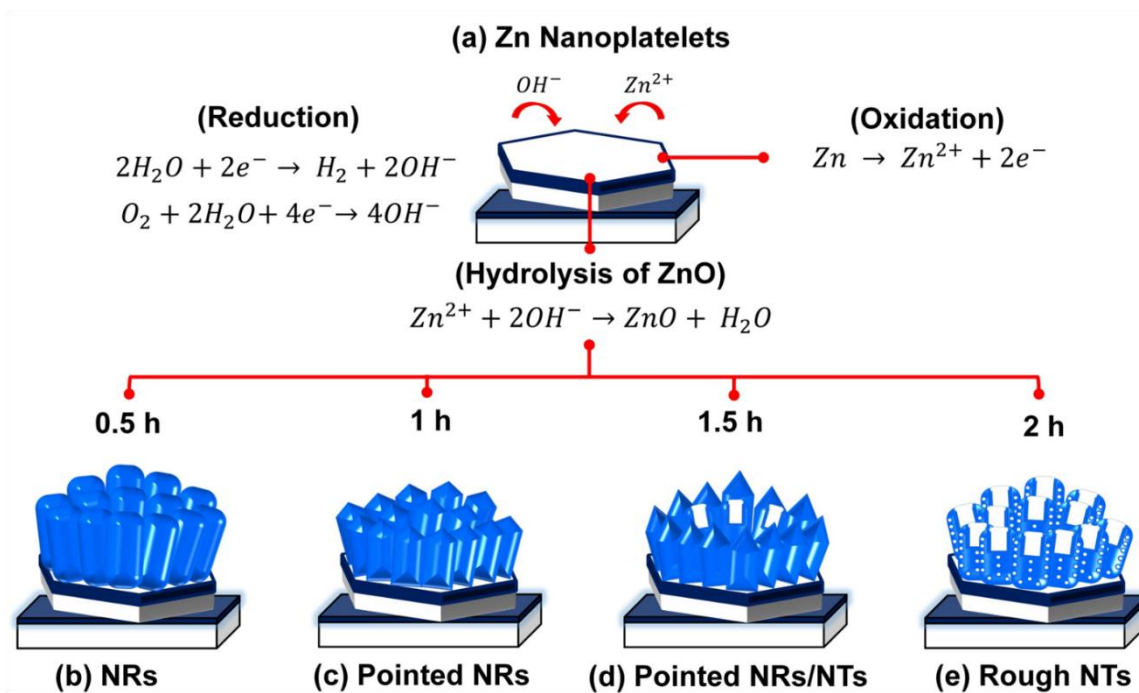 (a) Zn Nanoplatelets
OH⁻
Zn²⁺
(Reduction)
2H₂O + 2e⁻ → H₂ + 2OH⁻
O₂ + 2H₂O + 4e⁻ → 4OH⁻
(Oxidation)
Zn → Zn²⁺ + 2e⁻
(Hydrolysis of ZnO)
Zn²⁺ + 2OH⁻ → ZnO + H₂O
0.5 h
1 h
1.5 h
2 h
(b) NRs
(c) Pointed NRs
(d) Pointed NRs/NTs
(e) Rough NTs